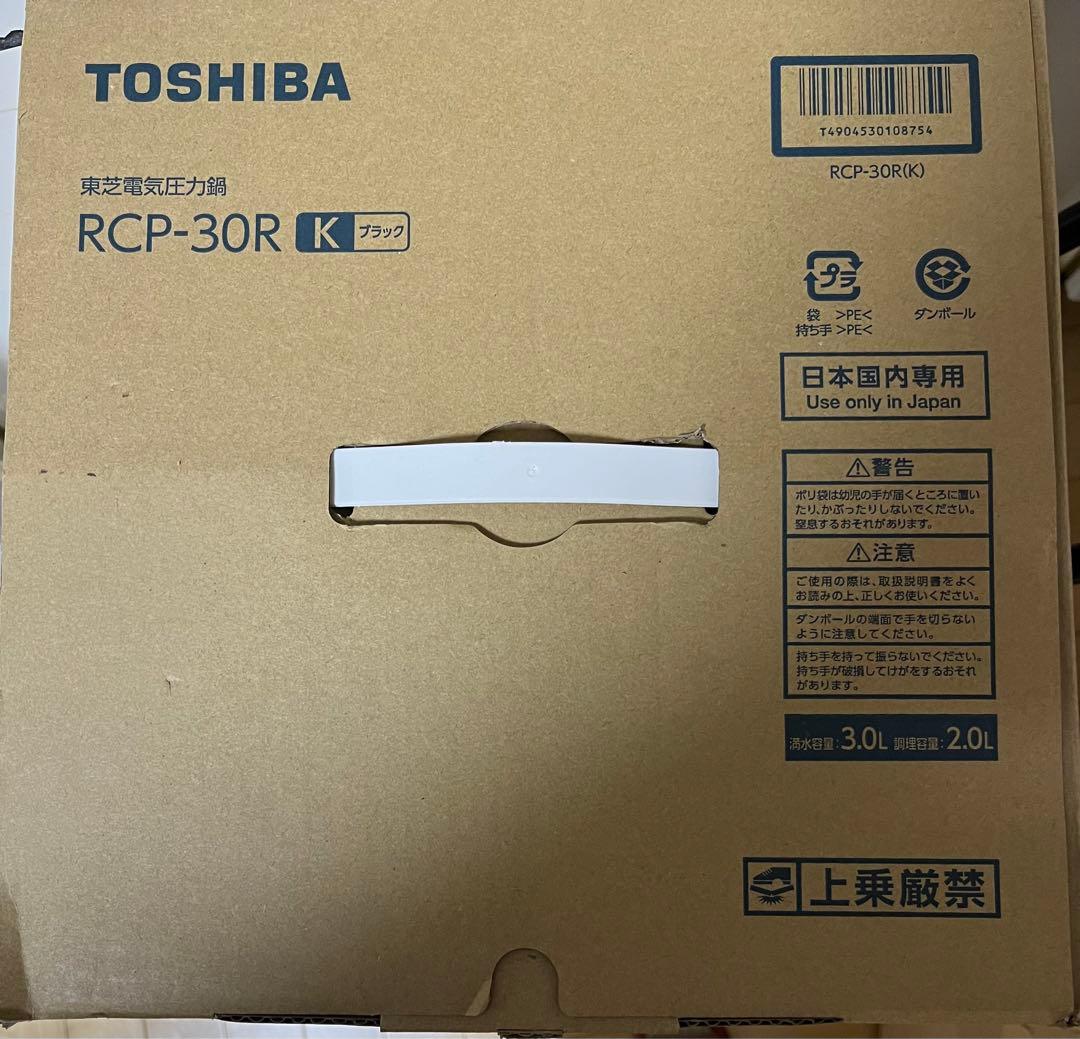 TOSHIBA
東芝電気圧力鍋
RCP-30R K ブラック
T4904530108754
RCP-30R(K)
プラ
袋 >PE<
持ち手 >PE<
ダンボール
日本国内専用
Use only in Japan
⚠警告
ポリ袋は幼児の手が届くところに置い
たり、かぶったりしないでください。
窒息するおそれがあります。
⚠注意
ご使用の際は、取扱説明書をよく
お読みの上、正しくお使いください。
ダンボールの端面で手を切らない
ように注意してください。
持ち手を持って振らないでください。
持ち手が破損してけがをするおそれ
があります。
満水容量:3.0L 調理容量:2.0L
上乗厳禁